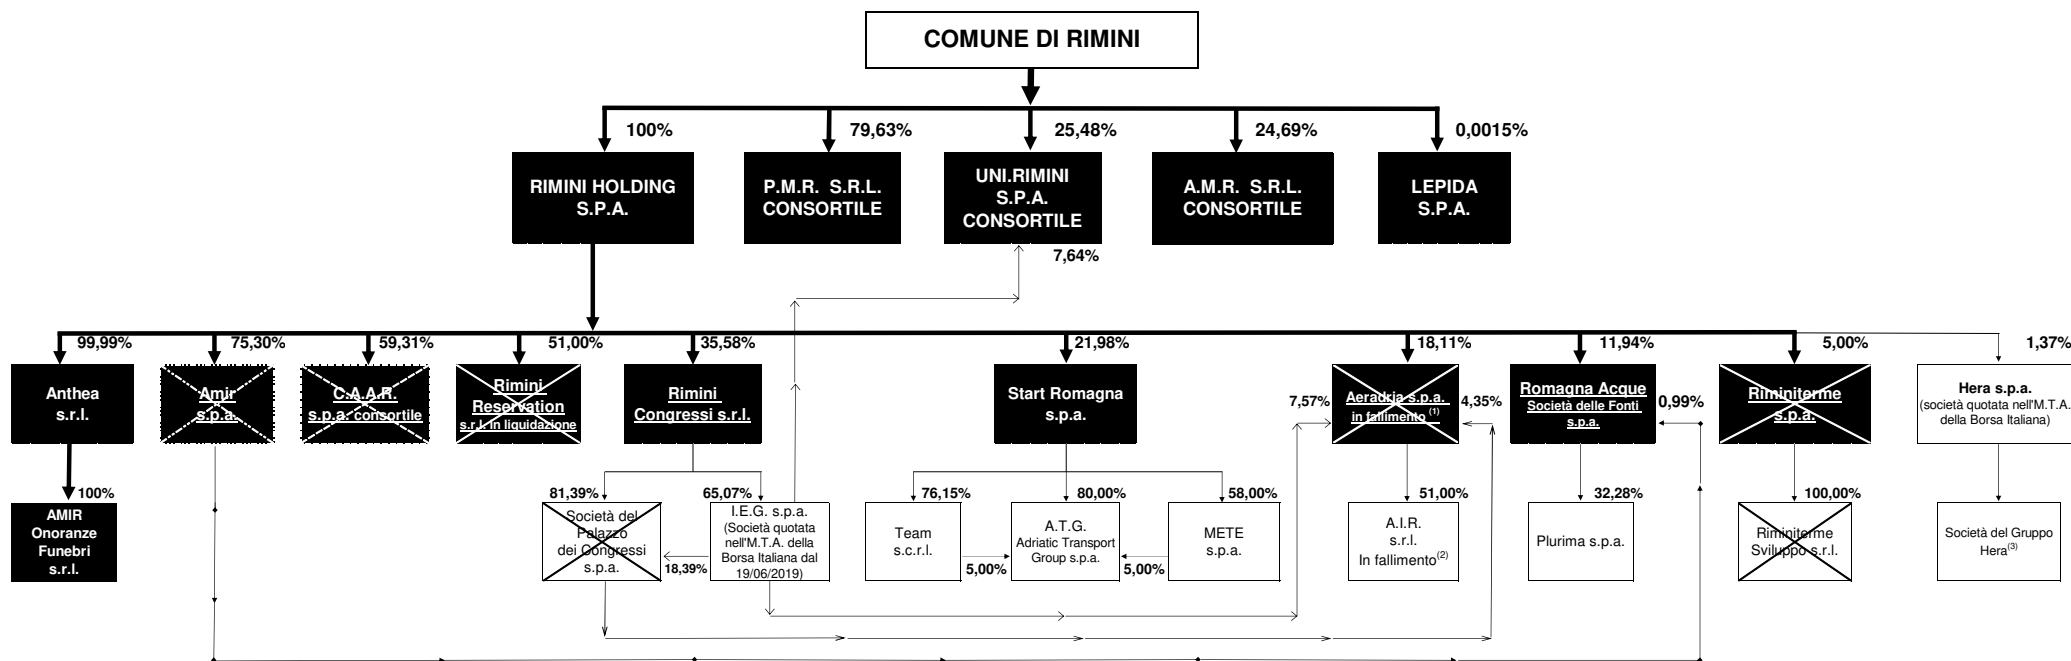 COMUNE DI RIMINI
100%
79,63%
25,48%
24,69%
0,0015%
RIMINI HOLDING
S.P.A.
P.M.R. S.R.L.
CONSORTILE
UNI.RIMINI
S.P.A.
CONSORTILE
A.M.R. S.R.L.
CONSORTILE
LEPIDA
S.P.A.
7,64%
99,99%
75,30%
59,31%
51,00%
35,58%
21,98%
18,11%
11,94%
5,00%
1,37%
Anthea
s.r.l.
Amir
s.p.a.
C.A.A.R.
s.p.a. consortile
Rimini
Reservation
s.r.l. in liquidazione
Rimini
Congressi s.r.l.
Start Romagna
s.p.a.
7,57%
Aeradria s.p.a.
in fallimento (1)
4,35%
Romagna Acque
Società delle Fonti
s.p.a.
0,99%
Riminiterme
s.p.a.
Hera s.p.a.
(società quotata nell'M.T.A.
della Borsa Italiana)
100%
81,39%
65,07%
76,15%
80,00%
58,00%
51,00%
32,28%
100,00%
AMIR
Onoranze
Funebri
s.r.l.
Società del
Palazzo
dei Congressi
s.p.a.
18,39%
I.E.G. s.p.a.
(Società quotata
nell'M.T.A. della
Borsa Italiana dal
19/06/2019)
Team
s.c.r.l.
5,00%
A.T.G.
Adriatic Transport
Group s.p.a.
5,00%
METE
s.p.a.
A.I.R.
s.r.l.
In fallimento(2)
Plurima s.p.a.
Riminiterme
Sviluppo s.r.l.
Società del Gruppo
Hera(3)